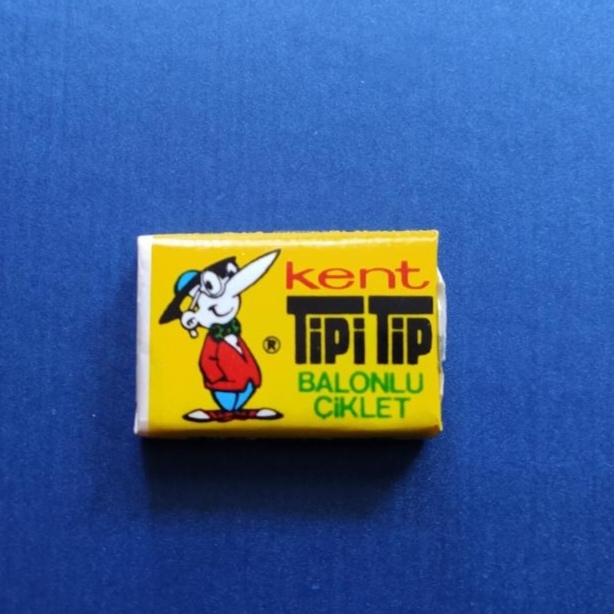 kent
TipiTip
®
BALONLU
ÇİKLET